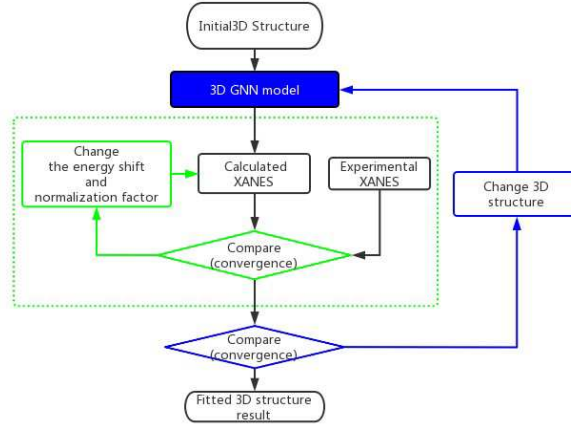 Initial3D Structure
3D GNN model
Change
the energy shift
and
normalization factor
Calculated
XANES
Experimental
XANES
Change 3D
structure
Compare
(convergence)
Compare
(convergence)
Fitted 3D structure
result